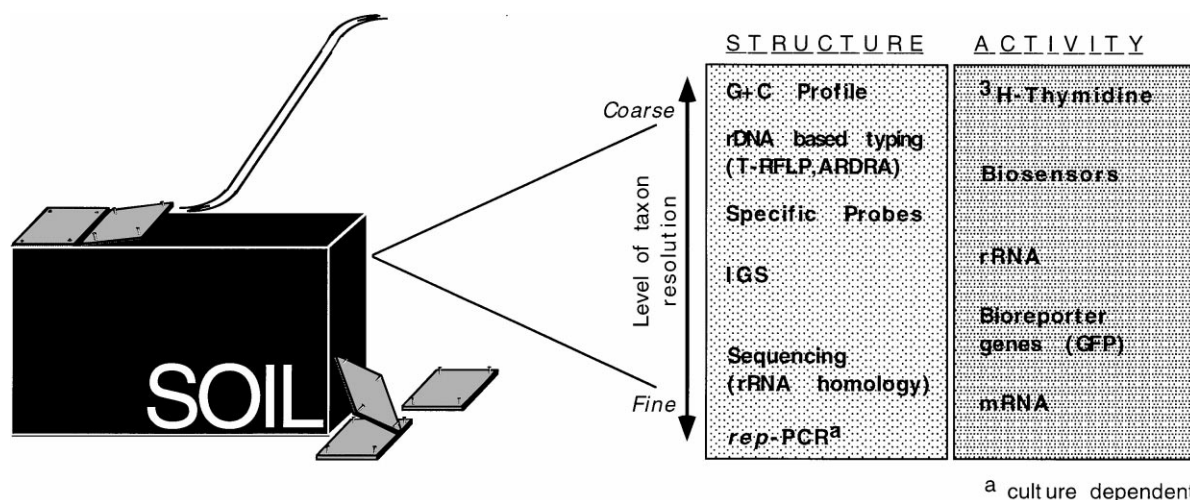 STRUCTURE
ACTIVITY
Coarse
Level of taxon
resolution
Fine
G+C Profile
rDNA based typing
(T-RFLP,ARDRA)
Specific Probes
IGS
Sequencing
(rRNA homology)
rep-PCRa
3H-Thymidine
Biosensors
rRNA
Bioreporter
genes (GFP)
mRNA
SOIL
a culture dependent